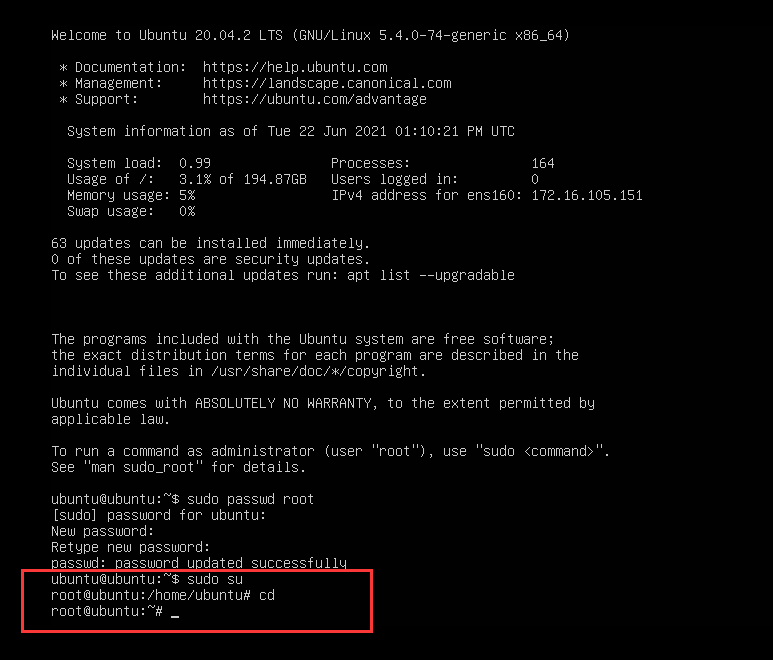 Welcome to Ubuntu 20.04.2 LTS (GNU/Linux 5.4.0-74-generic x86_64)
* Documentation:  https://help.ubuntu.com
* Management:     https://landscape.canonical.com
* Support:        https://ubuntu.com/advantage
System information as of Tue 22 Jun 2021 01:10:21 PM UTC
System load:  0.99               Processes:               164
Usage of /:   3.1% of 194.87GB   Users logged in:         0
Memory usage: 5%                 IPv4 address for ens160: 172.16.105.151
Swap usage:   0%
63 updates can be installed immediately.
0 of these updates are security updates.
To see these additional updates run: apt list --upgradable
The programs included with the Ubuntu system are free software;
the exact distribution terms for each program are described in the
individual files in /usr/share/doc/*/copyright.
Ubuntu comes with ABSOLUTELY NO WARRANTY, to the extent permitted by
applicable law.
To run a command as administrator (user "root"), use "sudo <command>".
See "man sudo_root" for details.
ubuntu@ubuntu:~$ sudo passwd root
[sudo] password for ubuntu:
New password:
Retype new password:
passwd: password updated successfully
ubuntu@ubuntu:~$ sudo su
root@ubuntu:/home/ubuntu# cd
root@ubuntu:~# _